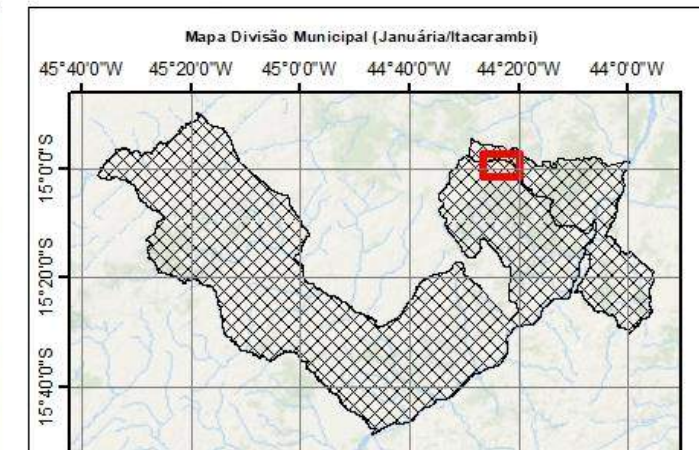 Mapa Divisão Municipal (Januária/Itacarambi)
45°40'0"W 45°20'0"W 45°0'0"W 44°40'0"W 44°20'0"W 44°0'0"W
15°0'0"S
15°20'0"S
15°40'0"S